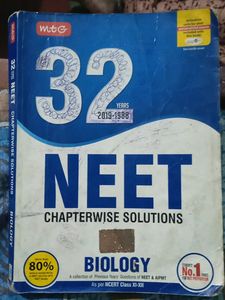 mtG
32
YEARS
2019-1988
NEET
CHAPTERWISE SOLUTIONS
BIOLOGY
A collection of Previous Years' Questions of NEET & AIPMT
As per NCERT Class XI-XII
80%
No.1
mtG
32 YEARS NEET CHAPTERWISE SOLUTIONS
BIOLOGY